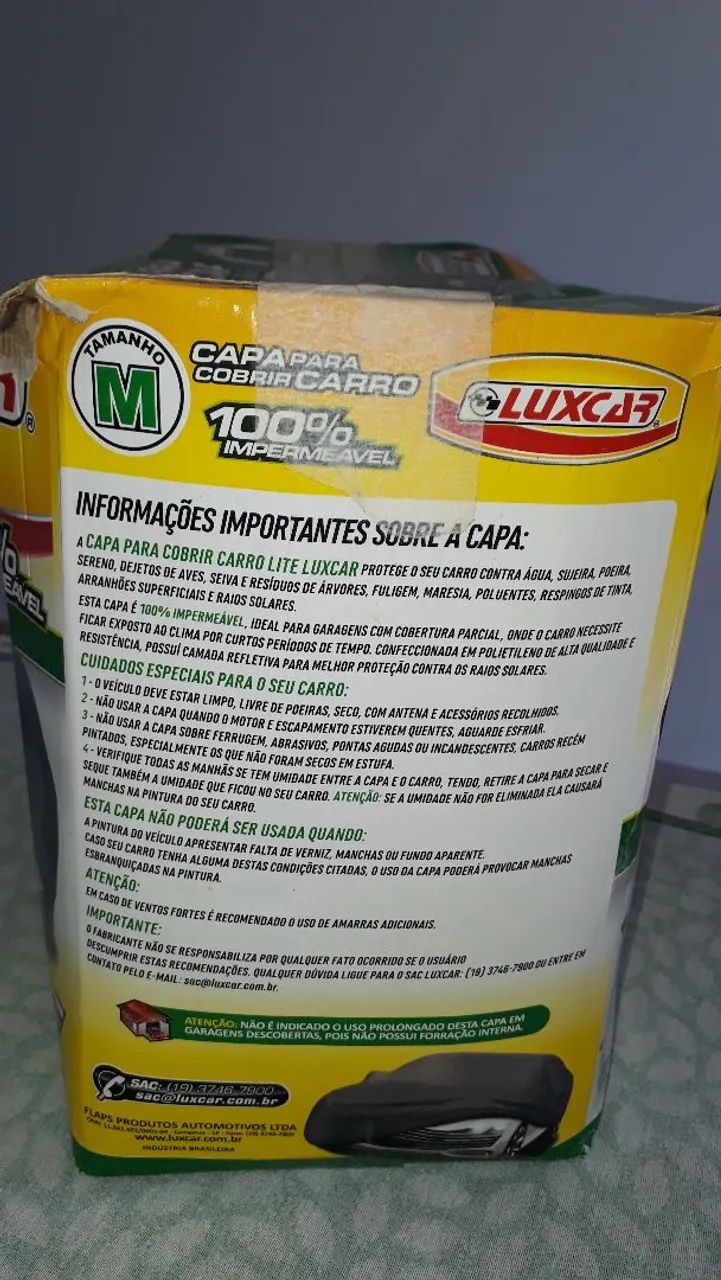 TAMANHO
M
CAPA PARA
COBRIR CARRO
100%
IMPERMEÁVEL
LUXCAR
INFORMAÇÕES IMPORTANTES SOBRE A CAPA:
A CAPA PARA COBRIR CARRO LITE LUXCAR PROTEGE O SEU CARRO CONTRA ÁGUA, SUJEIRA, POEIRA,
SERENO, DEJETOS DE AVES, SEIVA E RESÍDUOS DE ÁRVORES, FULIGEM, MARESIA, POLUENTES, RESPINGOS DE TINTA,
ARRANHÕES SUPERFICIAIS E RAIOS SOLARES.
ESTA CAPA É 100% IMPERMEÁVEL, IDEAL PARA GARAGENS COM COBERTURA PARCIAL, ONDE O CARRO NECESSITE
FICAR EXPOSTO AO CLIMA POR CURTOS PERÍODOS DE TEMPO. CONFECCIONADA EM POLIETILENO DE ALTA QUALIDADE E
RESISTÊNCIA, POSSUÍ CAMADA REFLETIVA PARA MELHOR PROTEÇÃO CONTRA OS RAIOS SOLARES.
CUIDADOS ESPECIAIS PARA O SEU CARRO:
1 - O VEÍCULO DEVE ESTAR LIMPO, LIVRE DE POEIRAS, SECO, COM ANTENA E ACESSÓRIOS RECOLHIDOS.
2 - NÃO USAR A CAPA QUANDO O MOTOR E ESCAPAMENTO ESTIVEREM QUENTES, AGUARDE ESFRIAR.
3 - NÃO USAR A CAPA SOBRE FERRUGEM, ABRASIVOS, PONTAS AGUDAS OU INCANDESCENTES, CARROS RECÉM
PINTADOS, ESPECIALMENTE OS QUE NÃO FORAM SECOS EM ESTUFA.
4 - VERIFIQUE TODAS AS MANHÃS SE TEM UMIDADE ENTRE A CAPA E O CARRO, TENDO, RETIRE A CAPA PARA SECAR E
SEQUE TAMBÉM A UMIDADE QUE FICOU NO SEU CARRO. ATENÇÃO: SE A UMIDADE NÃO FOR ELIMINADA ELA CAUSARÁ
MANCHAS NA PINTURA DO SEU CARRO.
ESTA CAPA NÃO PODERÁ SER USADA QUANDO:
A PINTURA DO VEÍCULO APRESENTAR FALTA DE VERNIZ, MANCHAS OU FUNDO APARENTE.
CASO SEU CARRO TENHA ALGUMA DESTAS CONDIÇÕES CITADAS, O USO DA CAPA PODERÁ PROVOCAR MANCHAS
ESBRANQUIÇADAS NA PINTURA.
ATENÇÃO:
EM CASO DE VENTOS FORTES É RECOMENDADO O USO DE AMARRAS ADICIONAIS.
IMPORTANTE:
O FABRICANTE NÃO SE RESPONSABILIZA POR QUALQUER FATO OCORRIDO SE O USUÁRIO
DESCUMPRIR ESTAS RECOMENDAÇÕES. QUALQUER DÚVIDA LIGUE PARA O SAC LUXCAR: (19) 3746-7900 OU ENTRE EM
CONTATO PELO E-MAIL: sac@luxcar.com.br.
ATENÇÃO: NÃO É INDICADO O USO PROLONGADO DESTA CAPA EM
GARAGENS DESCOBERTAS, POIS NÃO POSSUI FORRAÇÃO INTERNA.
SAC: (19) 3746-7900
sac@luxcar.com.br
FLAPS PRODUTOS AUTOMOTIVOS LTDA
www.luxcar.com.br
INDÚSTRIA BRASILEIRA